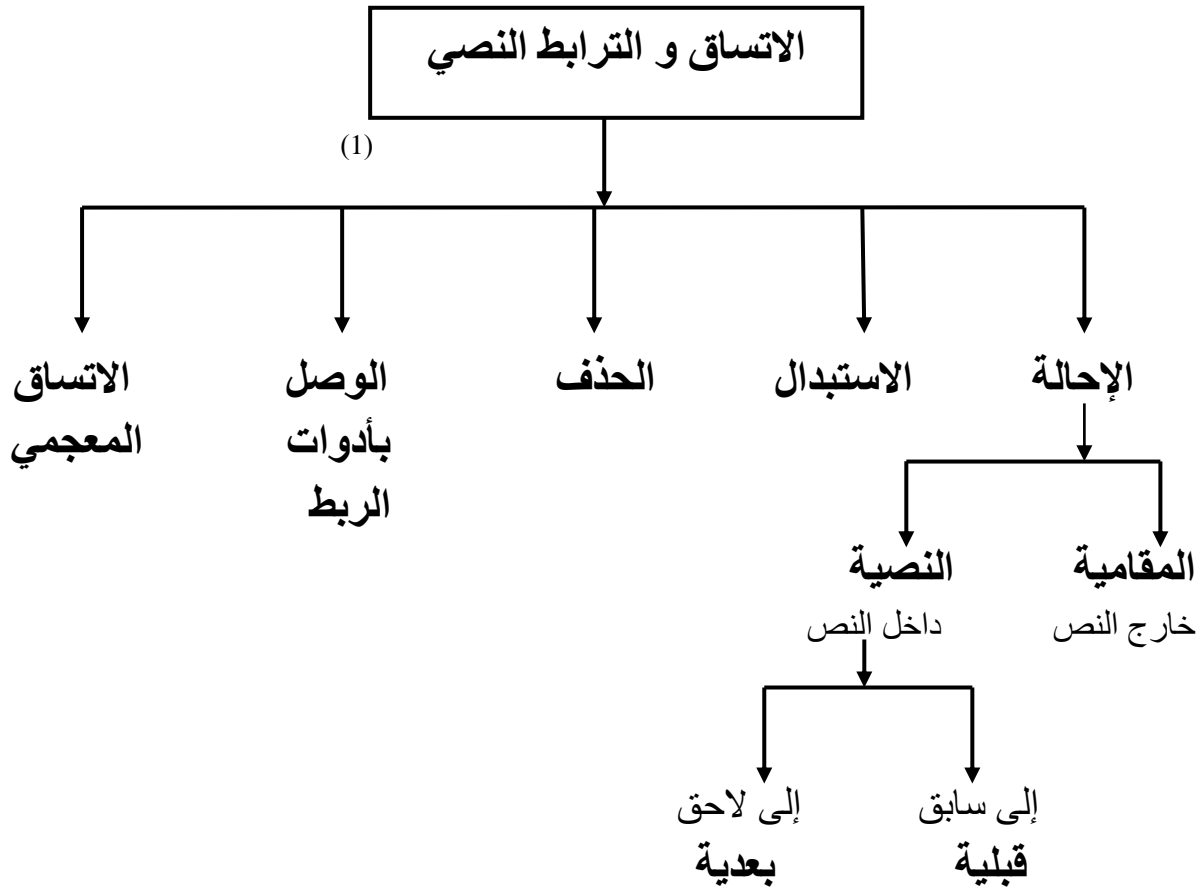 الاتساق و الترابط النصي
(1)
الإحالة
الاستبدال
الحذف
الوصل
بأدوات
الربط
الاتساق
المعجمي
المقامية
خارج النص
النصية
داخل النص
إلى سابق
قبلية
إلى لاحق
بعدية